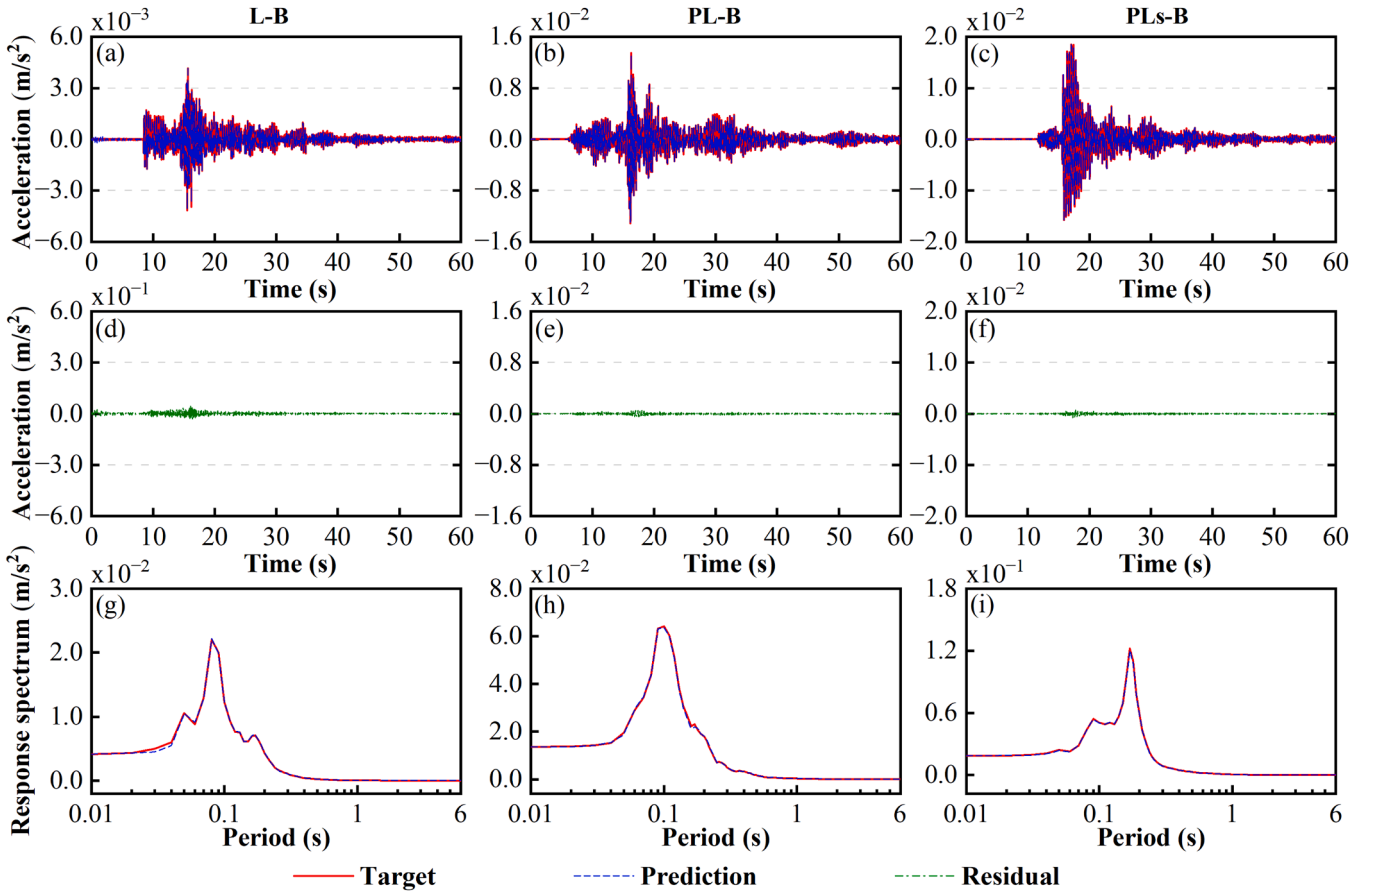 L-B PL-B PLs-B
x10⁻³ x10⁻² x10⁻²
Acceleration (m/s²)
6.0 3.0 0.0 −3.0 −6.0
(a)
0 10 20 30 40 50 60
Time (s)
1.6 0.8 0.0 −0.8 −1.6
(b)
0 10 20 30 40 50 60
Time (s)
2.0 1.0 0.0 −1.0 −2.0
(c)
0 10 20 30 40 50 60
Time (s)
x10⁻¹ x10⁻² x10⁻²
Acceleration (m/s²)
6.0 3.0 0.0 −3.0 −6.0
(d)
0 10 20 30 40 50 60
Time (s)
1.6 0.8 0.0 −0.8 −1.6
(e)
0 10 20 30 40 50 60
Time (s)
2.0 1.0 0.0 −1.0 −2.0
(f)
0 10 20 30 40 50 60
Time (s)
x10⁻² x10⁻² x10⁻¹
Response spectrum (m/s²)
3.0 2.0 1.0 0.0
(g)
0.01 0.1 1 6
Period (s)
8.0 6.0 4.0 2.0 0.0
(h)
0.01 0.1 1 6
Period (s)
1.8 1.2 0.6 0.0
(i)
0.01 0.1 1 6
Period (s)
Target Prediction Residual